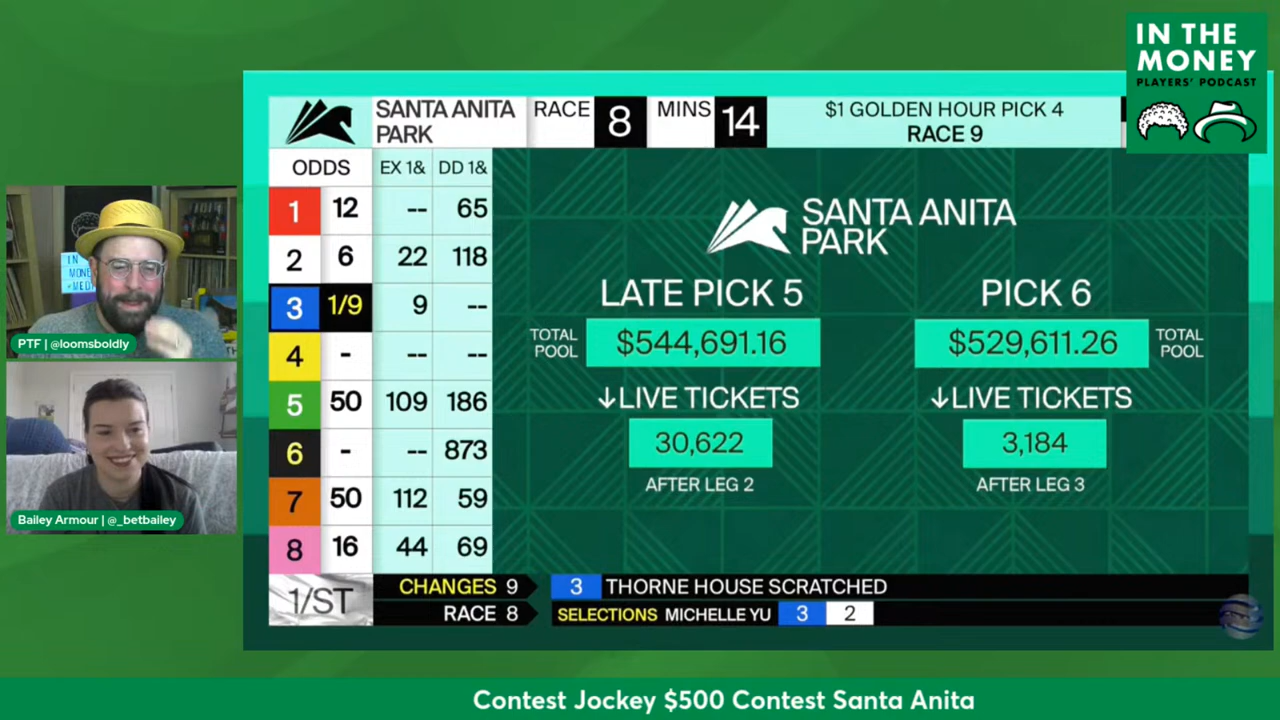 IN THE
MONEY
PLAYERS' PODCAST
SANTA ANITA
PARK
RACE 8 MINS 14
$1 GOLDEN HOUR PICK 4
RACE 9
ODDS EX 1& DD 1&
1 12 -- 65
2 6 22 118
3 1/9 9 --
4 - -- --
5 50 109 186
6 - -- 873
7 50 112 59
8 16 44 69
SANTA ANITA
PARK
LATE PICK 5
TOTAL
POOL
$544,691.16
↓LIVE TICKETS
30,622
AFTER LEG 2
PICK 6
$529,611.26
TOTAL
POOL
↓LIVE TICKETS
3,184
AFTER LEG 3
1/ST
CHANGES 9 3 THORNE HOUSE SCRATCHED
RACE 8 SELECTIONS MICHELLE YU 3 2
IN
MONE
MED
PTF | @loomsboldly
Bailey Armour | @_betbailey
Contest Jockey $500 Contest Santa Anita